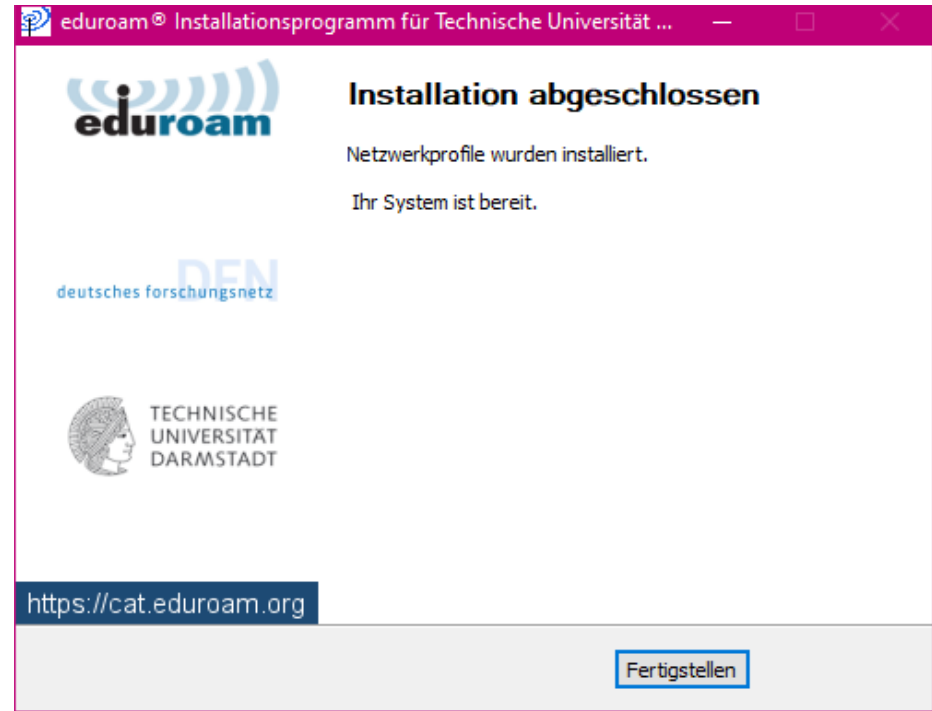 eduroam® Installationsprogramm für Technische Universität ...
eduroam
Installation abgeschlossen
Netzwerkprofile wurden installiert.
Ihr System ist bereit.
DFN
deutsches forschungsnetz
TECHNISCHE
UNIVERSITÄT
DARMSTADT
https://cat.eduroam.org
Fertigstellen